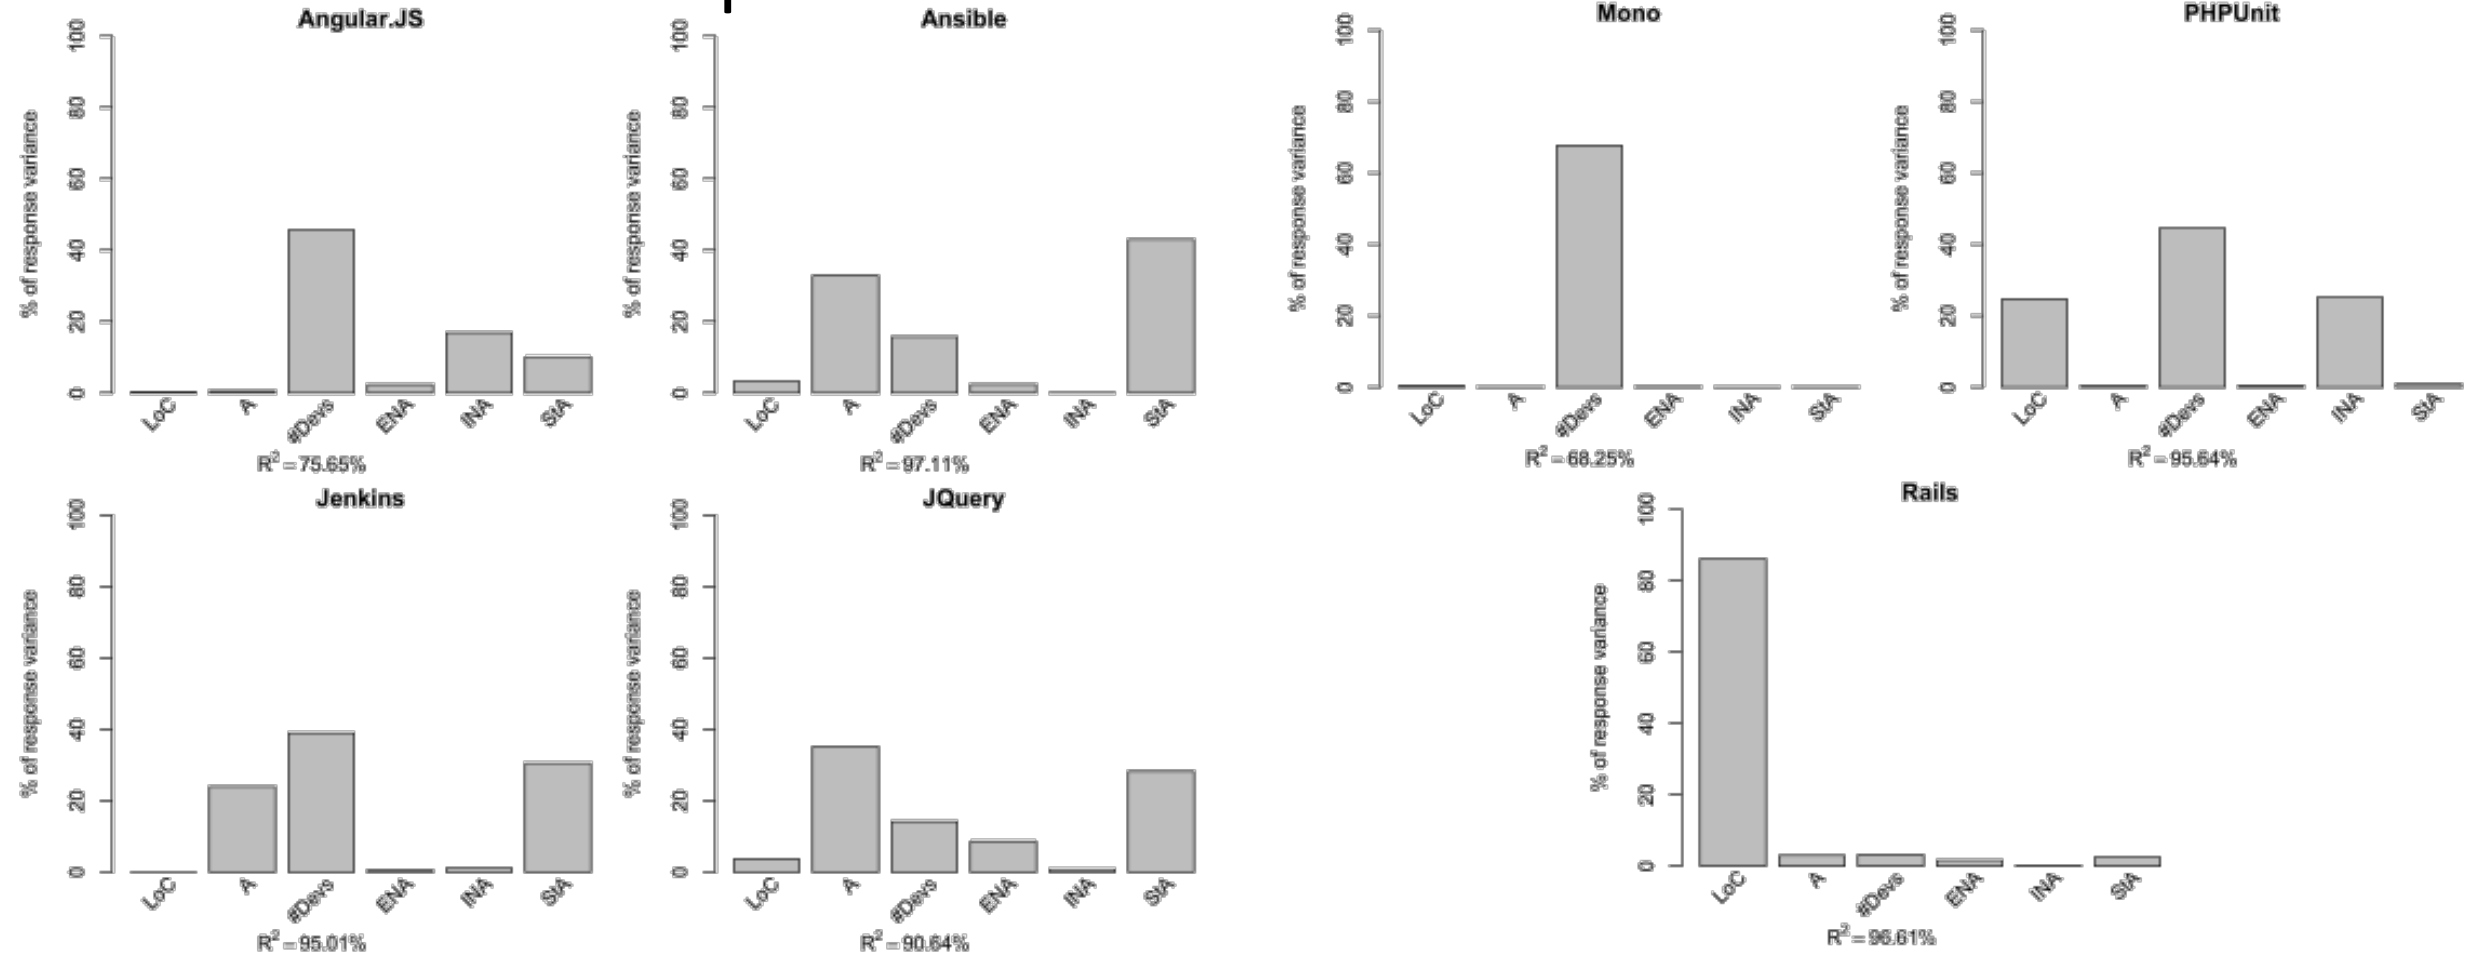 Angular.JS
% of response variance
0 20 40 60 80 100
LoC A #Devs ENA INA StA
R² = 75.65%
Ansible
% of response variance
0 20 40 60 80 100
LoC A #Devs ENA INA StA
R² = 97.11%
Mono
% of response variance
0 20 40 60 80 100
LoC A #Devs ENA INA StA
R² = 68.25%
PHPUnit
% of response variance
0 20 40 60 80 100
LoC A #Devs ENA INA StA
R² = 95.64%
Jenkins
% of response variance
0 20 40 60 80 100
LoC A #Devs ENA INA StA
R² = 95.01%
JQuery
% of response variance
0 20 40 60 80 100
LoC A #Devs ENA INA StA
R² = 90.64%
Rails
% of response variance
0 20 40 60 80 100
LoC A #Devs ENA INA StA
R² = 96.61%